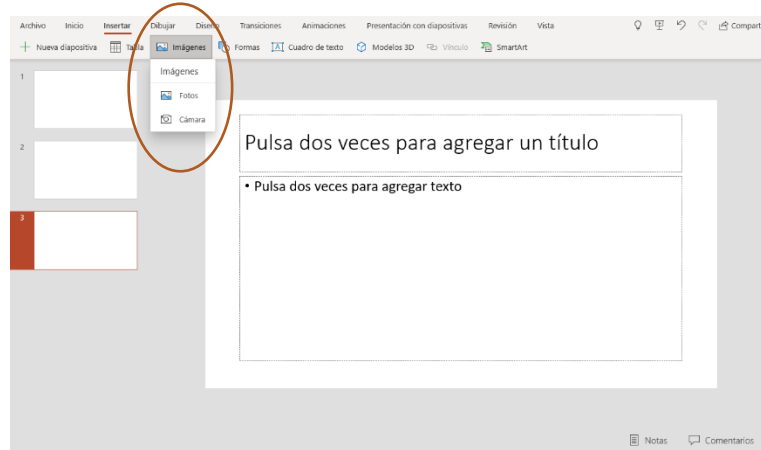 Archivo Inicio Insertar Dibujar Diseño Transiciones Animaciones Presentación con diapositivas Revisión Vista Compart
Nueva diapositiva Tabla Imágenes Formas Cuadro de texto Modelos 3D Vínculo SmartArt
Imágenes
Fotos
Cámara
1
2
3
Pulsa dos veces para agregar un título
• Pulsa dos veces para agregar texto
Notas Comentarios